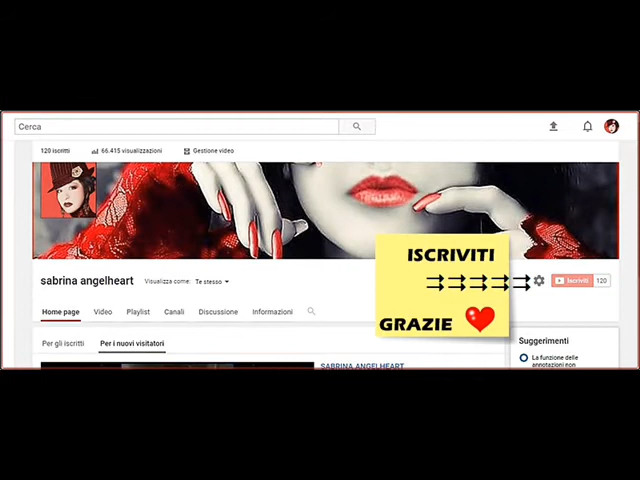 Cerca
120 iscritti
66.415 visualizzazioni
Gestione video
sabrina angelheart
Visualizza come:
Te stesso
ISCRIVITI
GRAZIE
Iscriviti
120
Home page
Video
Playlist
Canali
Discussione
Informazioni
Per gli iscritti
Per i nuovi visitatori
Suggerimenti
La funzione delle
annotazioni non
SABRINA ANGELHEART